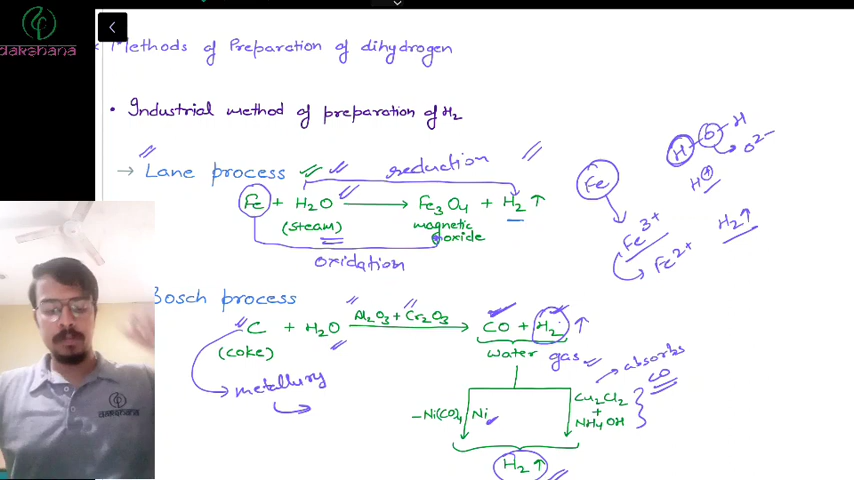 dakshana
Methods of Preparation of dihydrogen
• Industrial method of preparation of H2
→ Lane process
reduction
Fe + H2O → Fe3O4 + H2 ↑
(steam) magnetic oxide
oxidation
H O H
O2-
H+
Fe
Fe3+
Fe2+
H2↑
Bosch process
C + H2O Al2O3 + Cr2O3 → CO + H2 ↑
(coke)
water gas
metallury
→ absorbs
CO
-Ni(CO)4 Ni
Cu2Cl2
+
NH4OH
H2↑
dakshana